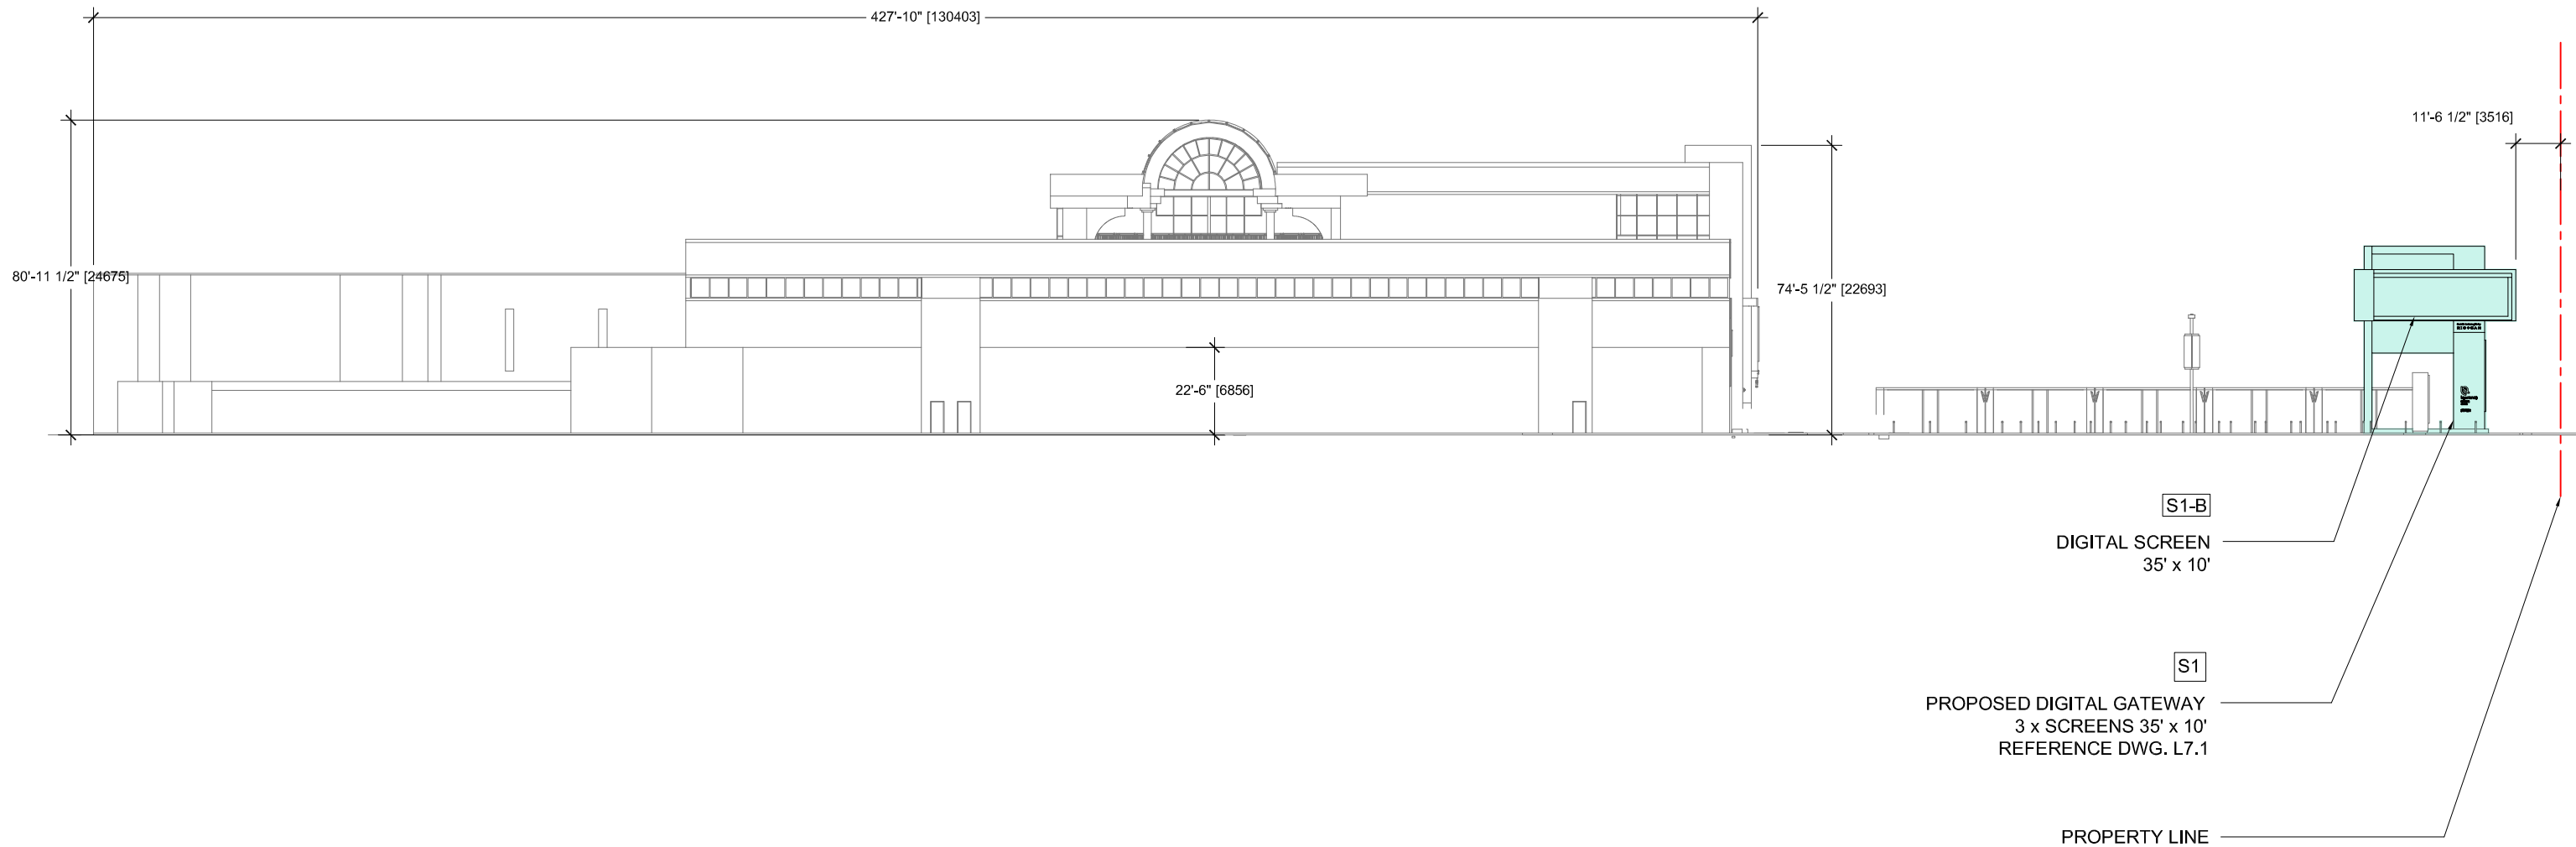 427'-10" [130403]
11'-6 1/2" [3516]
80'-11 1/2" [24675]
74'-5 1/2" [22693]
22'-6" [6856]
S1-B
DIGITAL SCREEN
35' x 10'
S1
PROPOSED DIGITAL GATEWAY
3 x SCREENS 35' x 10'
REFERENCE DWG. L7.1
PROPERTY LINE